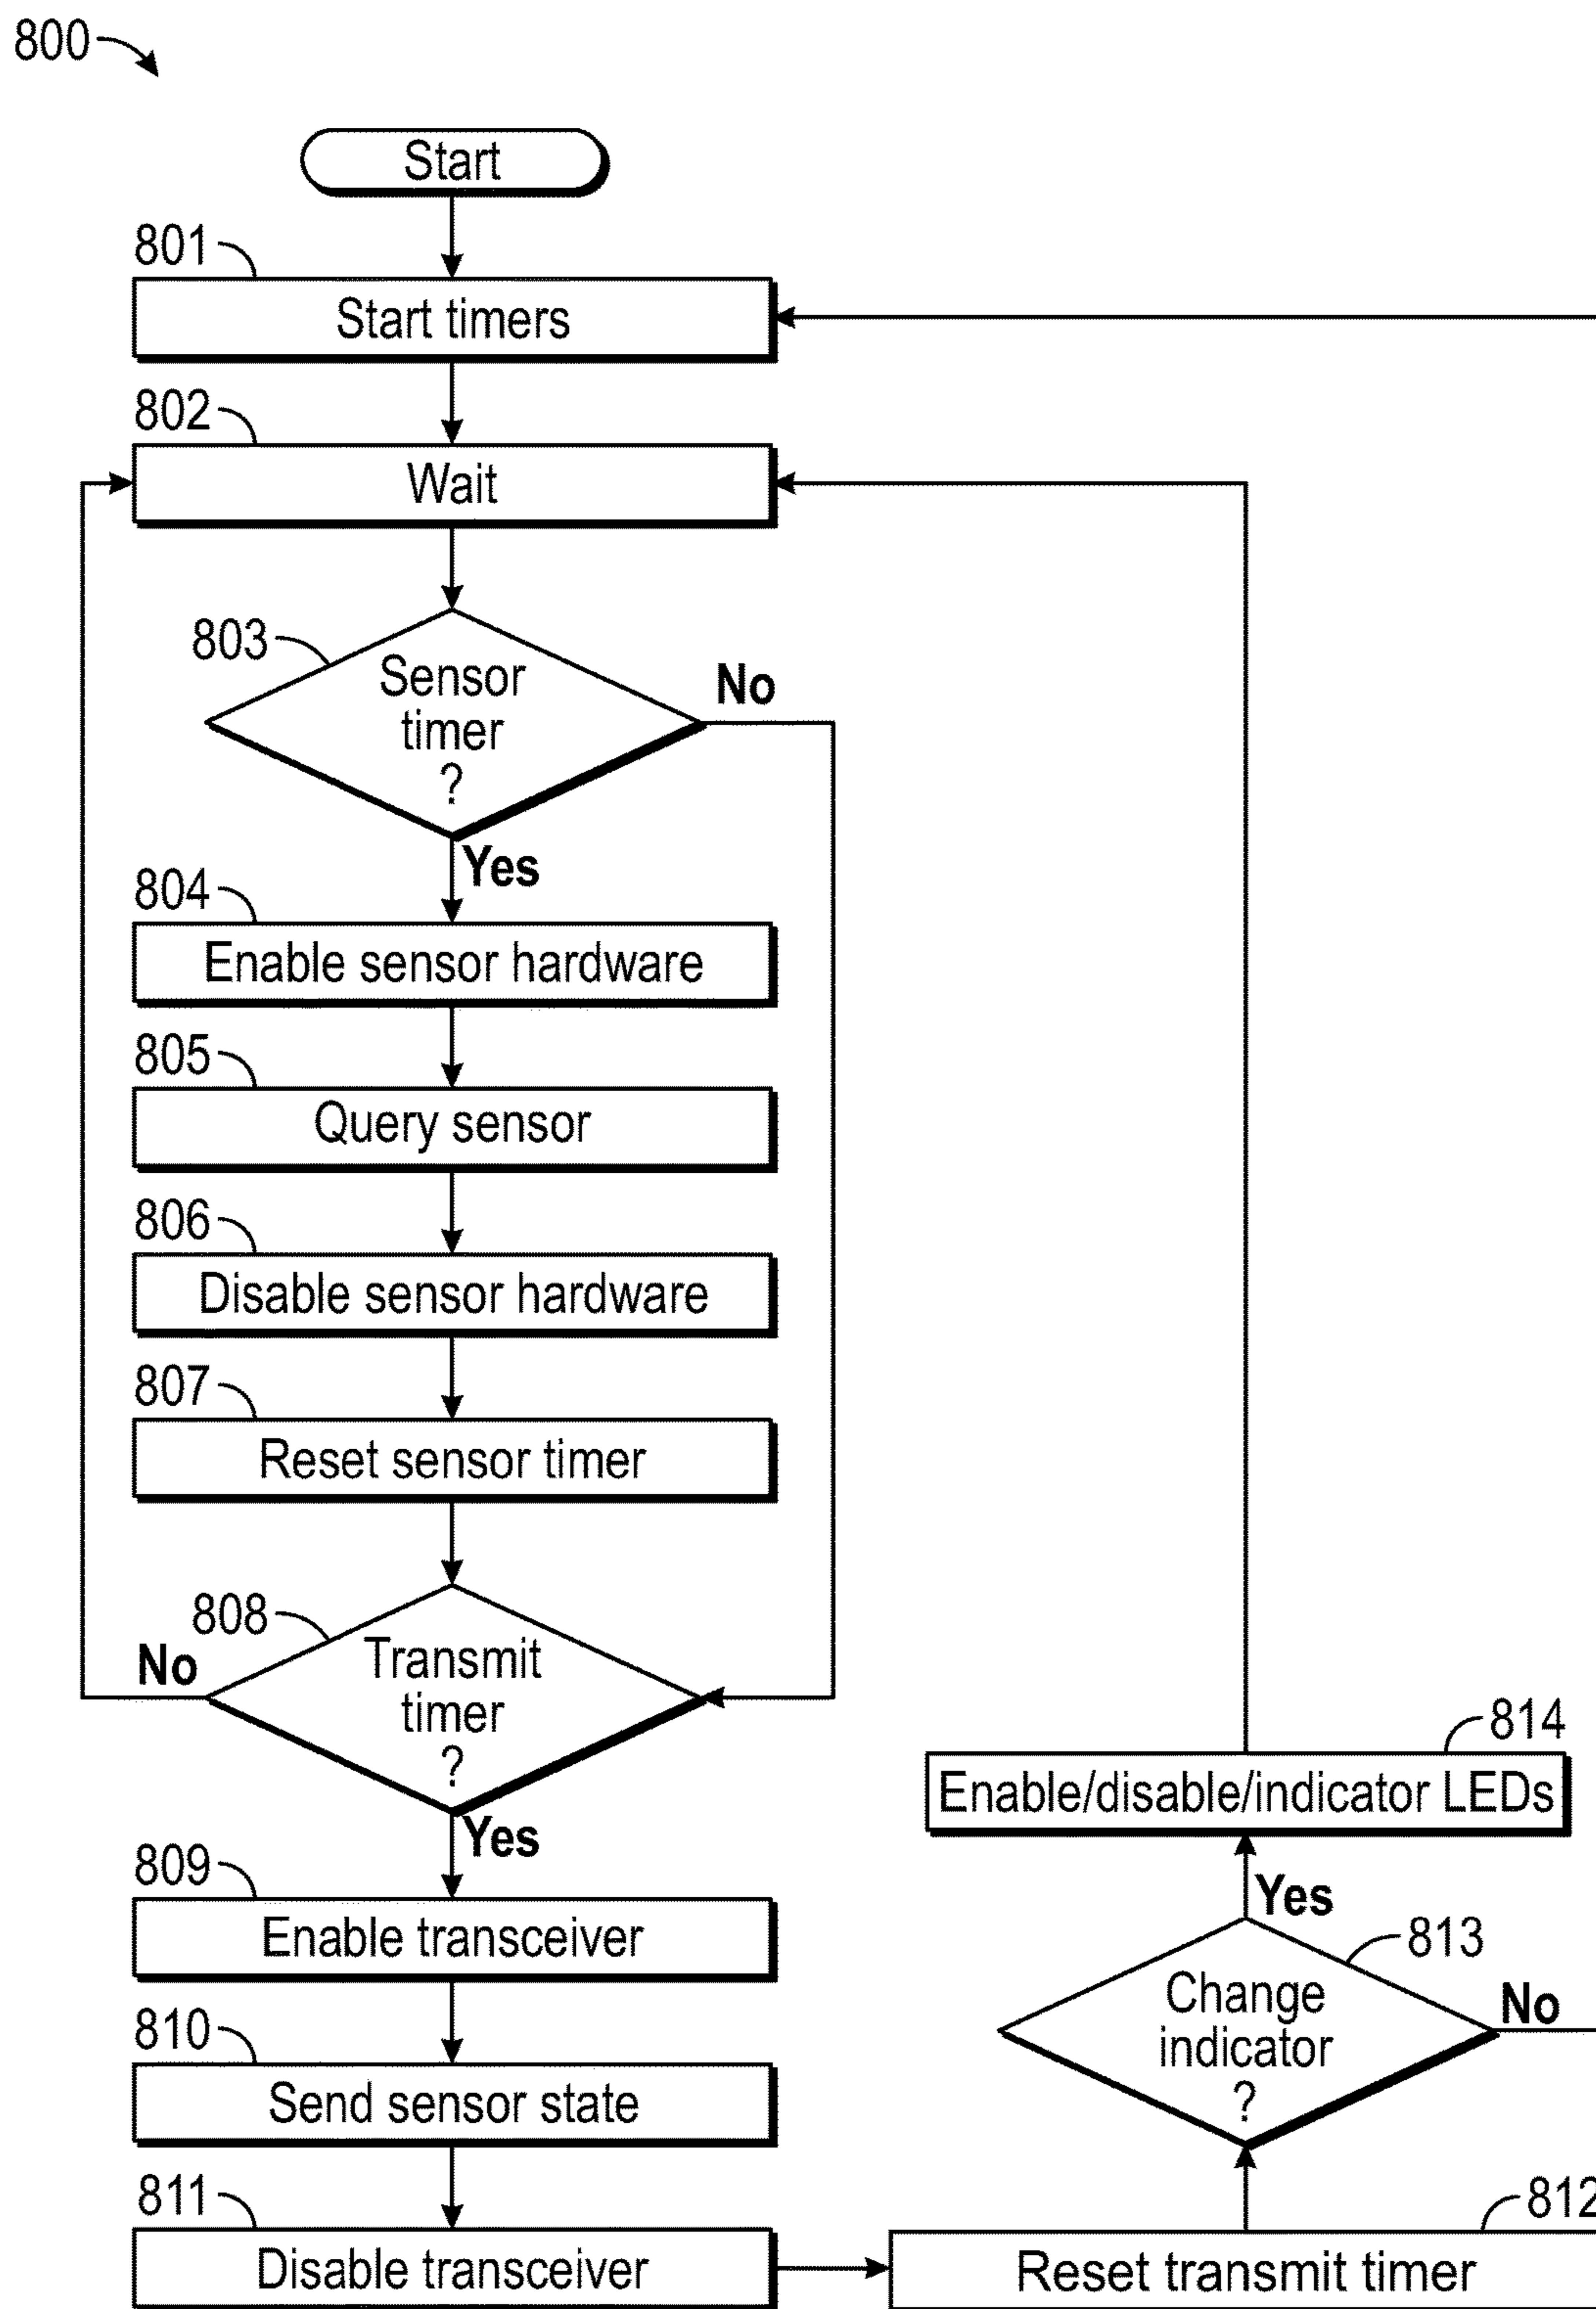 800
Start
801
Start timers
802
Wait
803
Sensor
timer
?
No
Yes
804
Enable sensor hardware
805
Query sensor
806
Disable sensor hardware
807
Reset sensor timer
808
Transmit
timer
?
No
Yes
809
Enable transceiver
810
Send sensor state
811
Disable transceiver
812
Reset transmit timer
813
Change
indicator
?
No
Yes
814
Enable/disable/indicator LEDs